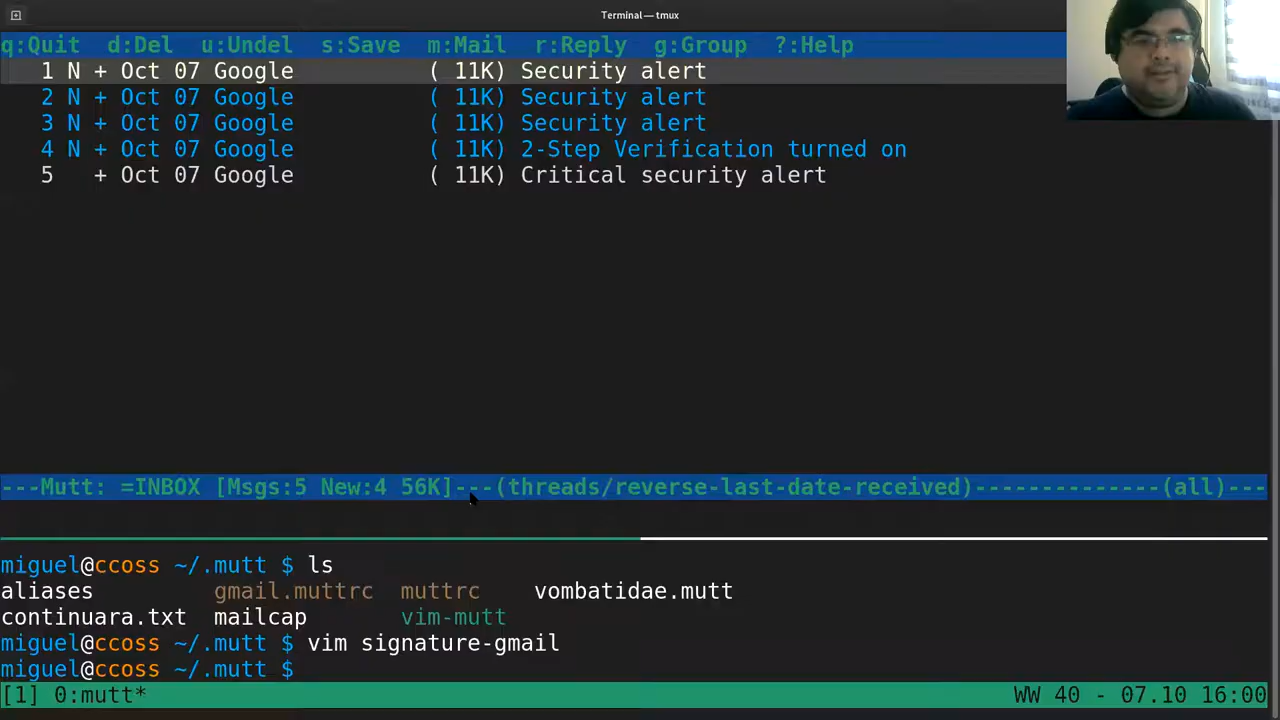 Terminal — tmux
q:Quit  d:Del  u:Undel  s:Save  m:Mail  r:Reply  g:Group  ?:Help
1 N + Oct 07 Google          ( 11K) Security alert
2 N + Oct 07 Google          ( 11K) Security alert
3 N + Oct 07 Google          ( 11K) Security alert
4 N + Oct 07 Google          ( 11K) 2-Step Verification turned on
5   + Oct 07 Google          ( 11K) Critical security alert
---Mutt: =INBOX [Msgs:5 New:4 56K]---(threads/reverse-last-date-received)--------------(all)---
miguel@ccoss ~/.mutt $ ls
aliases         gmail.muttrc  muttrc    vombatidae.mutt
continuara.txt  mailcap       vim-mutt
miguel@ccoss ~/.mutt $ vim signature-gmail
miguel@ccoss ~/.mutt $
[1] 0:mutt*                    WW 40 - 07.10 16:00